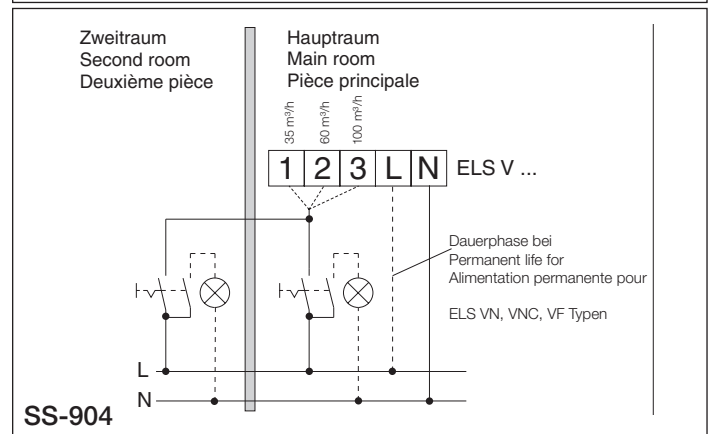 Zweitraum
Second room
Deuxième pièce
Hauptraum
Main room
Pièce principale
35 m³/h
60 m³/h
100 m³/h
1 2 3 L N ELS V ...
Dauerphase bei
Permanent life for
Alimentation permanente pour
ELS VN, VNC, VF Typen
L
N
SS-904